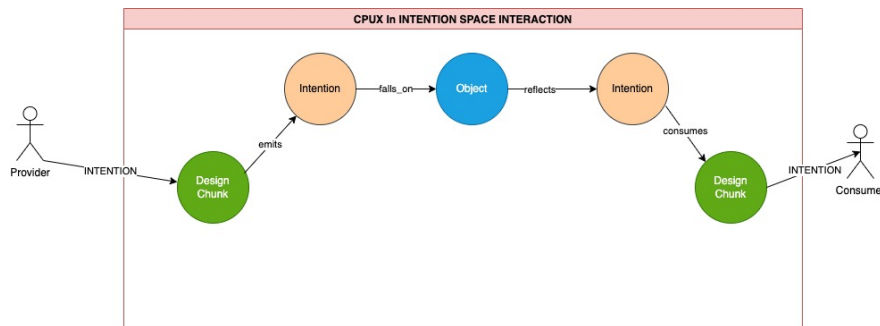 CPUX In INTENTION SPACE INTERACTION
Intention
falls_on
Object
reflects
Intention
emits
consumes
Provider
INTENTION
Design
Chunk
Design
Chunk
INTENTION
Consume